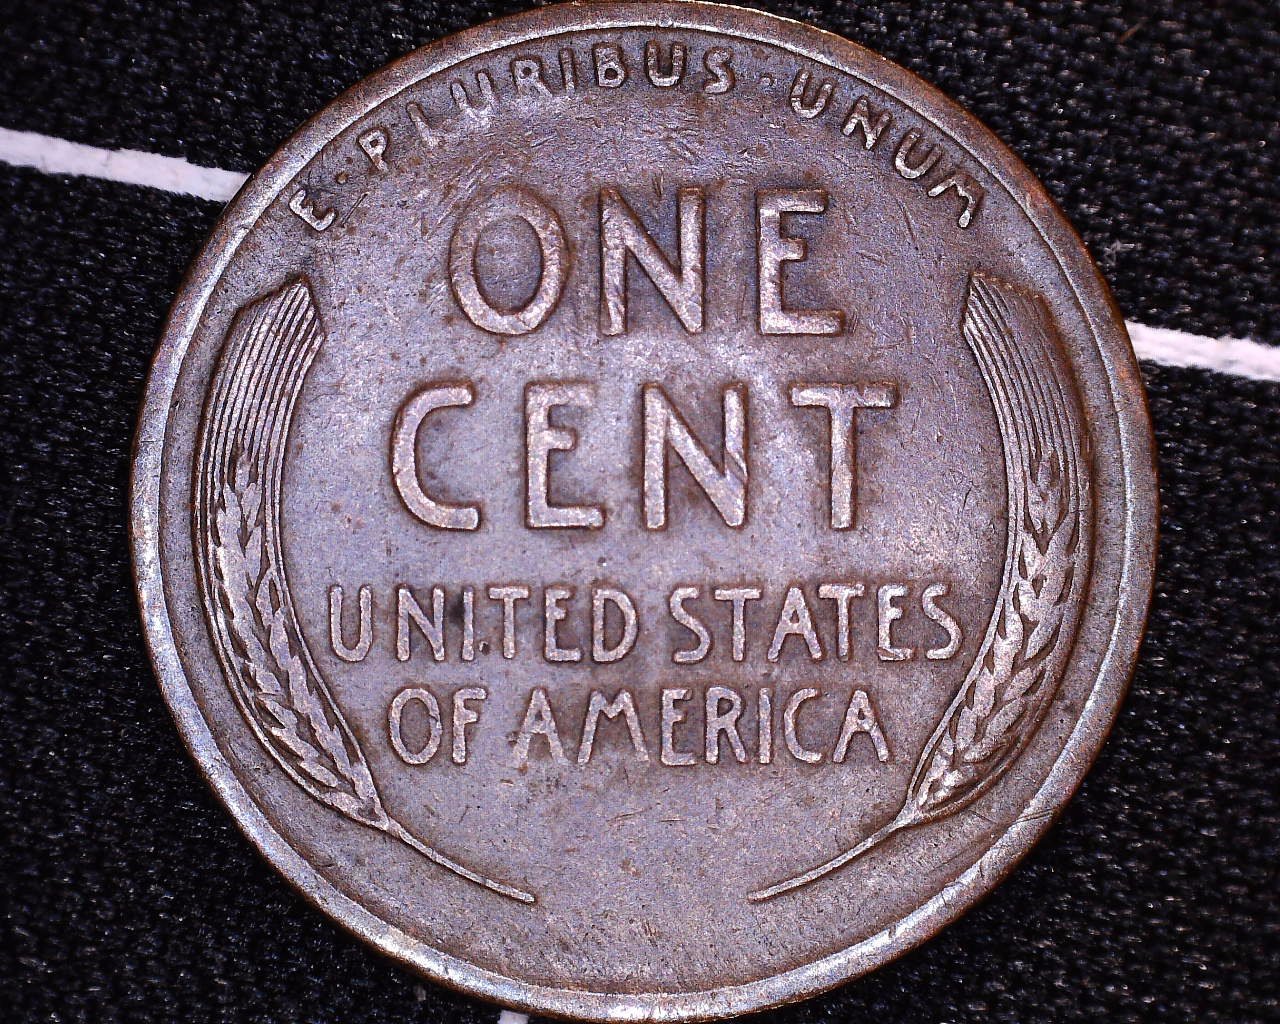 E · PLURIBUS · UNUM
ONE
CENT
UNITED STATES
OF AMERICA